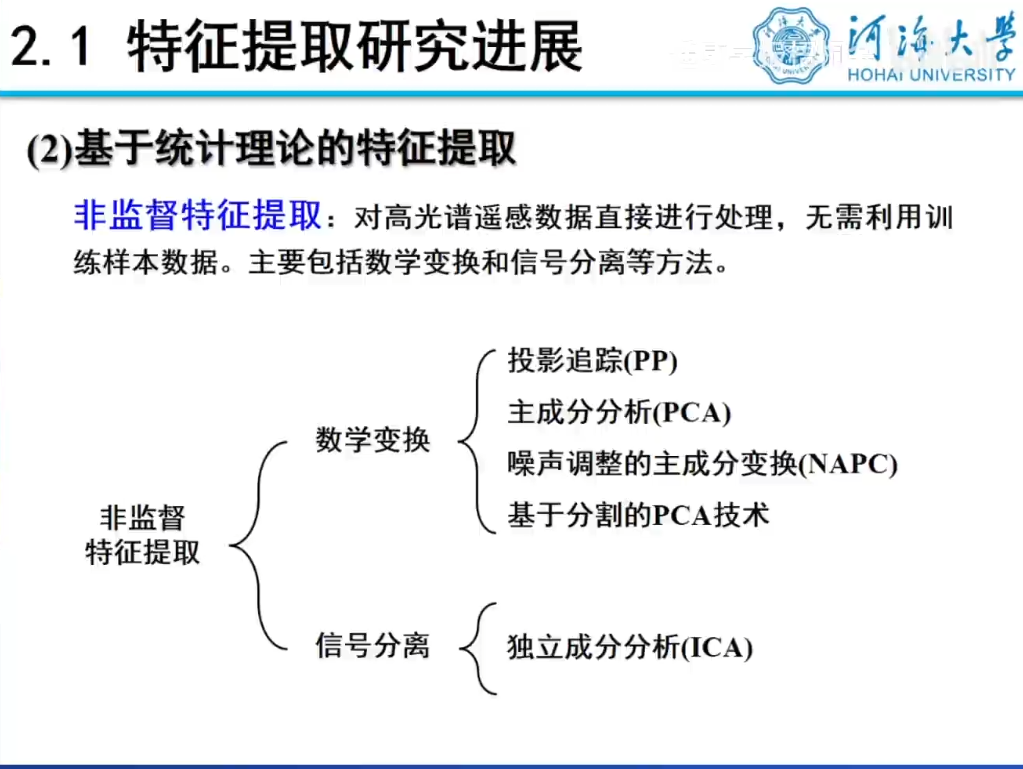 2.1 特征提取研究进展
河海大学
HOHAI UNIVERSITY
(2)基于统计理论的特征提取
非监督特征提取：对高光谱遥感数据直接进行处理，无需利用训
练样本数据。主要包括数学变换和信号分离等方法。
投影追踪(PP)
主成分分析(PCA)
数学变换
噪声调整的主成分变换(NAPC)
基于分割的PCA技术
非监督
特征提取
信号分离
独立成分分析(ICA)